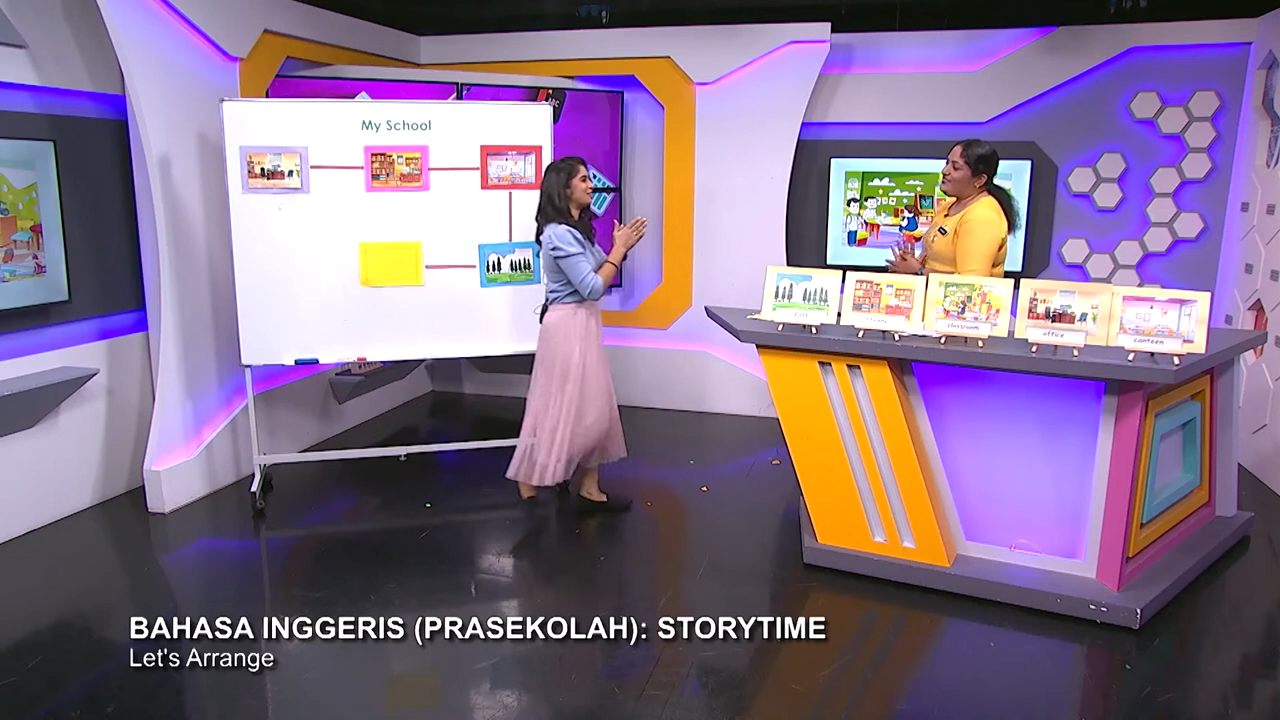 My School
classroom
office
canteen
BAHASA INGGERIS (PRASEKOLAH): STORYTIME
Let's Arrange